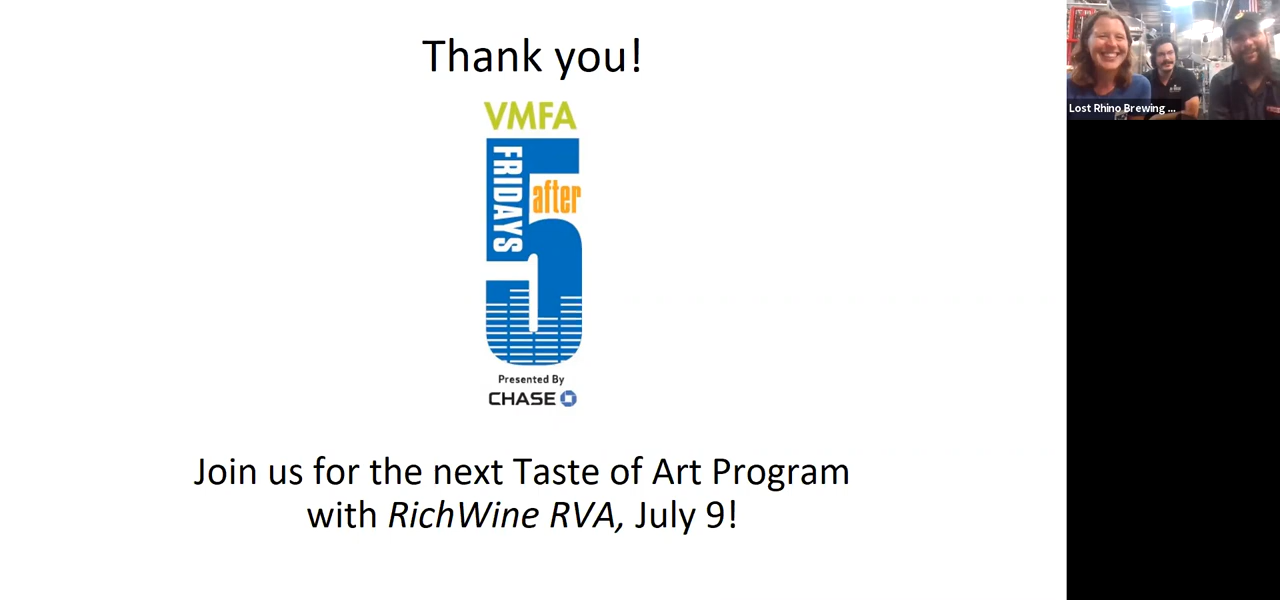 Thank you!
VMFA
FRIDAYS
after
5
Presented By
CHASE
Join us for the next Taste of Art Program
with RichWine RVA, July 9!
Lost Rhino Brewing ...